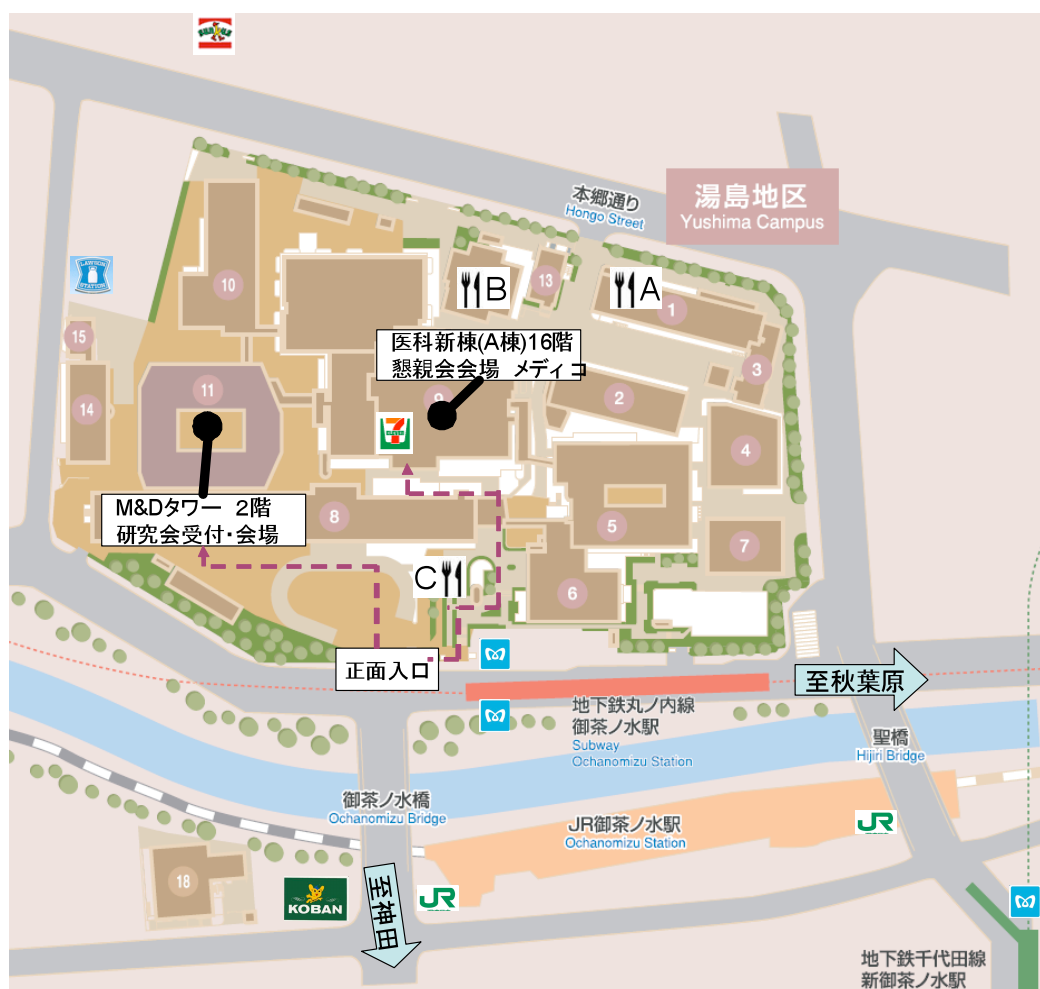 本郷通り
Hongo Street
湯島地区
Yushima Campus
LAWSON
STATION
10
B
13
A
1
医科新棟(A棟)16階
懇親会会場 メディコ
15
3
11
9
2
14
7
ELEVEN
4
M&Dタワー 2階
研究会受付・会場
8
5
7
C
6
正面入口
至秋葉原
地下鉄丸ノ内線
御茶ノ水駅
Subway
Ochanomizu Station
聖橋
Hijiri Bridge
御茶ノ水橋
Ochanomizu Bridge
JR御茶ノ水駅
Ochanomizu Station
JR
18
KOBAN
至神田
JR
地下鉄千代田線
新御茶ノ水駅